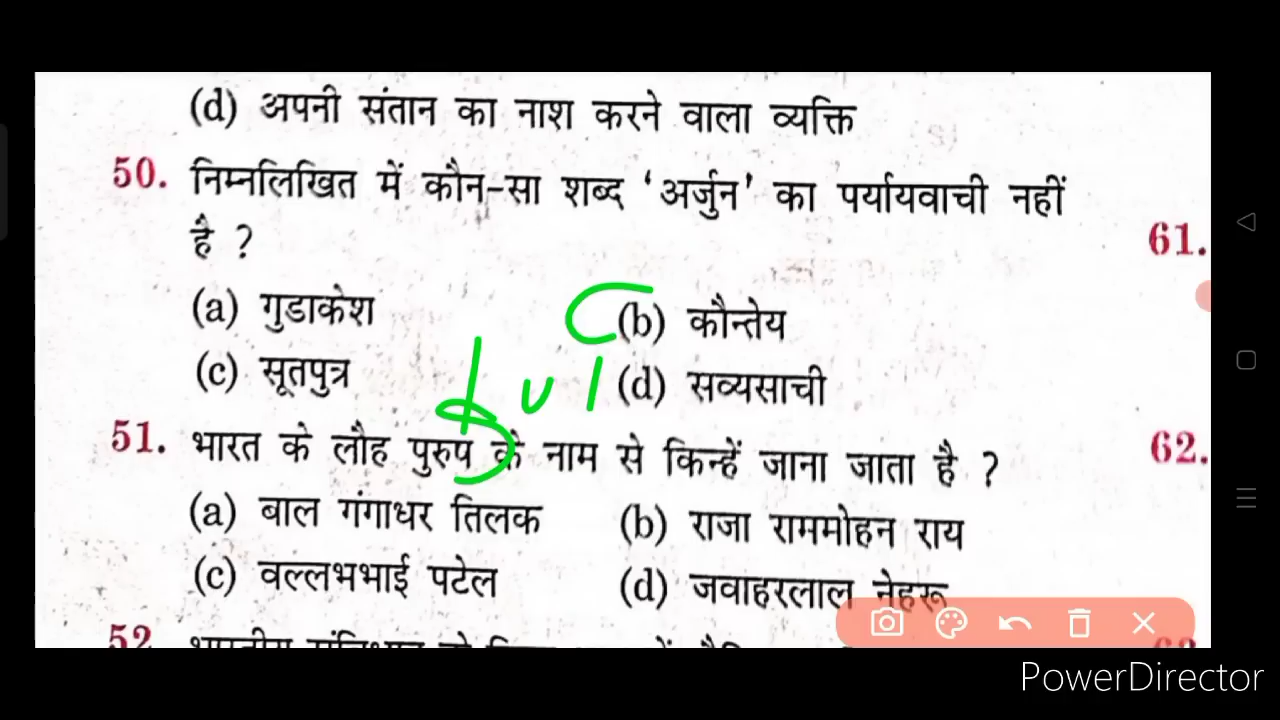 (d) अपनी संतान का नाश करने वाला व्यक्ति
50. निम्नलिखित में कौन-सा शब्द ‘अर्जुन’ का पर्यायवाची नहीं
है ?
61.
(a) गुडाकेश (b) कौन्तेय
(c) सूतपुत्र (d) सव्यसाची
51. भारत के लौह पुरुष के नाम से किन्हें जाना जाता है ?
62.
(a) बाल गंगाधर तिलक (b) राजा राममोहन राय
(c) वल्लभभाई पटेल (d) जवाहरलाल नेहरू
52
PowerDirector